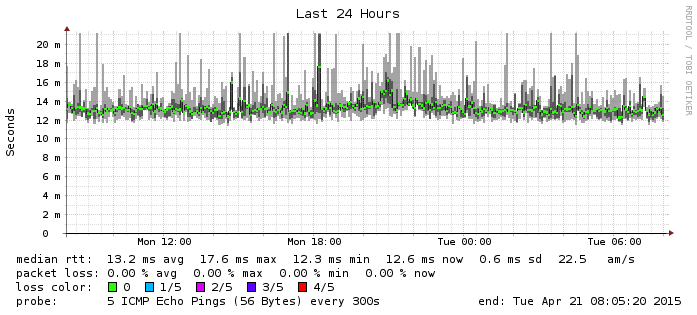 Last 24 Hours
RRDTOOL / TOBI OETIKER
Seconds
20 m
18 m
16 m
14 m
12 m
10 m
8 m
6 m
4 m
2 m
0
Mon 12:00 Mon 18:00 Tue 00:00 Tue 06:00
median rtt: 13.2 ms avg 17.6 ms max 12.3 ms min 12.6 ms now 0.6 ms sd 22.5 am/s
packet loss: 0.00 % avg 0.00 % max 0.00 % min 0.00 % now
loss color: 0 1/5 2/5 3/5 4/5
probe: 5 ICMP Echo Pings (56 Bytes) every 300s end: Tue Apr 21 08:05:20 2015